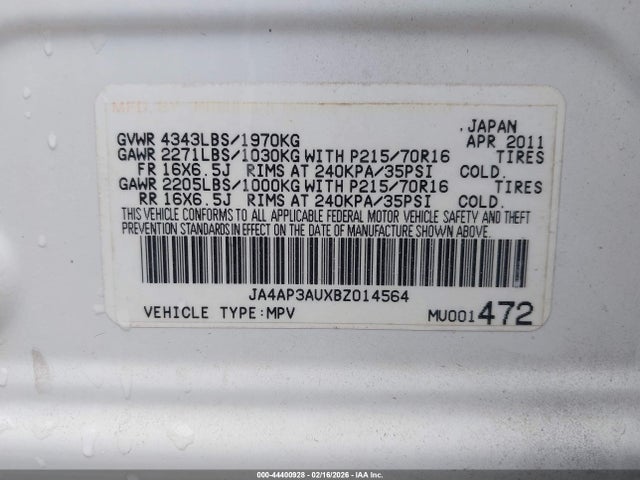 MFD. BY MITSUBISHI
JAPAN
GVWR 4343LBS/1970KG APR 2011
GAWR 2271LBS/1030KG WITH P215/70R16 TIRES
FR 16X6.5J RIMS AT 240KPA/35PSI COLD.
GAWR 2205LBS/1000KG WITH P215/70R16 TIRES
RR 16X6.5J RIMS AT 240KPA/35PSI COLD.
THIS VEHICLE CONFORMS TO ALL APPLICABLE FEDERAL MOTOR VEHICLE SAFETY AND THEFT
PREVENTION STANDARDS IN EFFECT ON THE DATE OF MANUFACTURE SHOWN ABOVE.
JA4AP3AUXBZ014564
VEHICLE TYPE:MPV MU001472
000-44400928 - 02/16/2026 - IAA Inc.